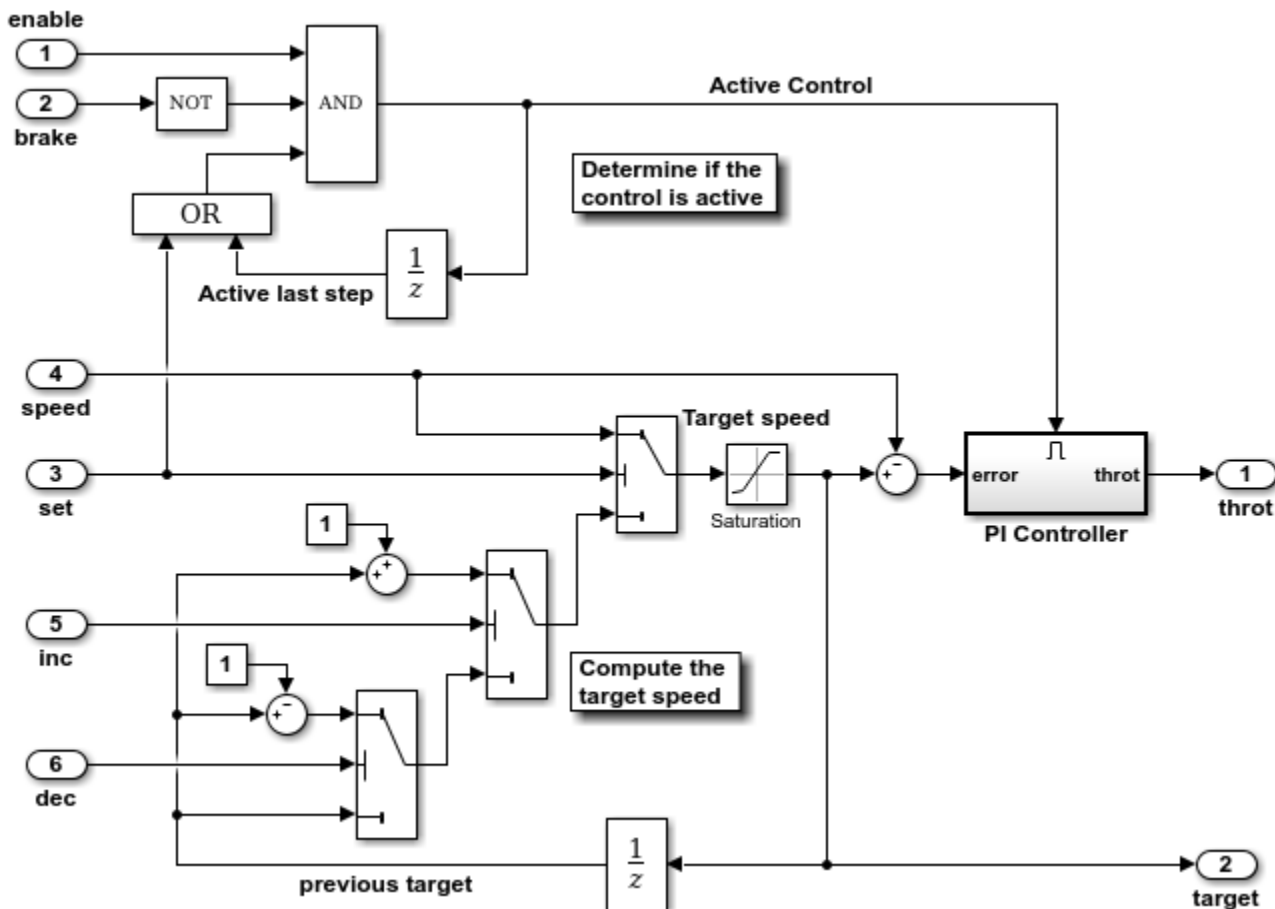 enable
1
2
brake
NOT
AND
Active Control
Determine if the
control is active
OR
1
z
Active last step
4
speed
Target speed
3
set
Saturation
+
-
error
throt
PI Controller
1
throt
1
+
+
5
inc
1
+
-
Compute the
target speed
6
dec
1
z
previous target
2
target